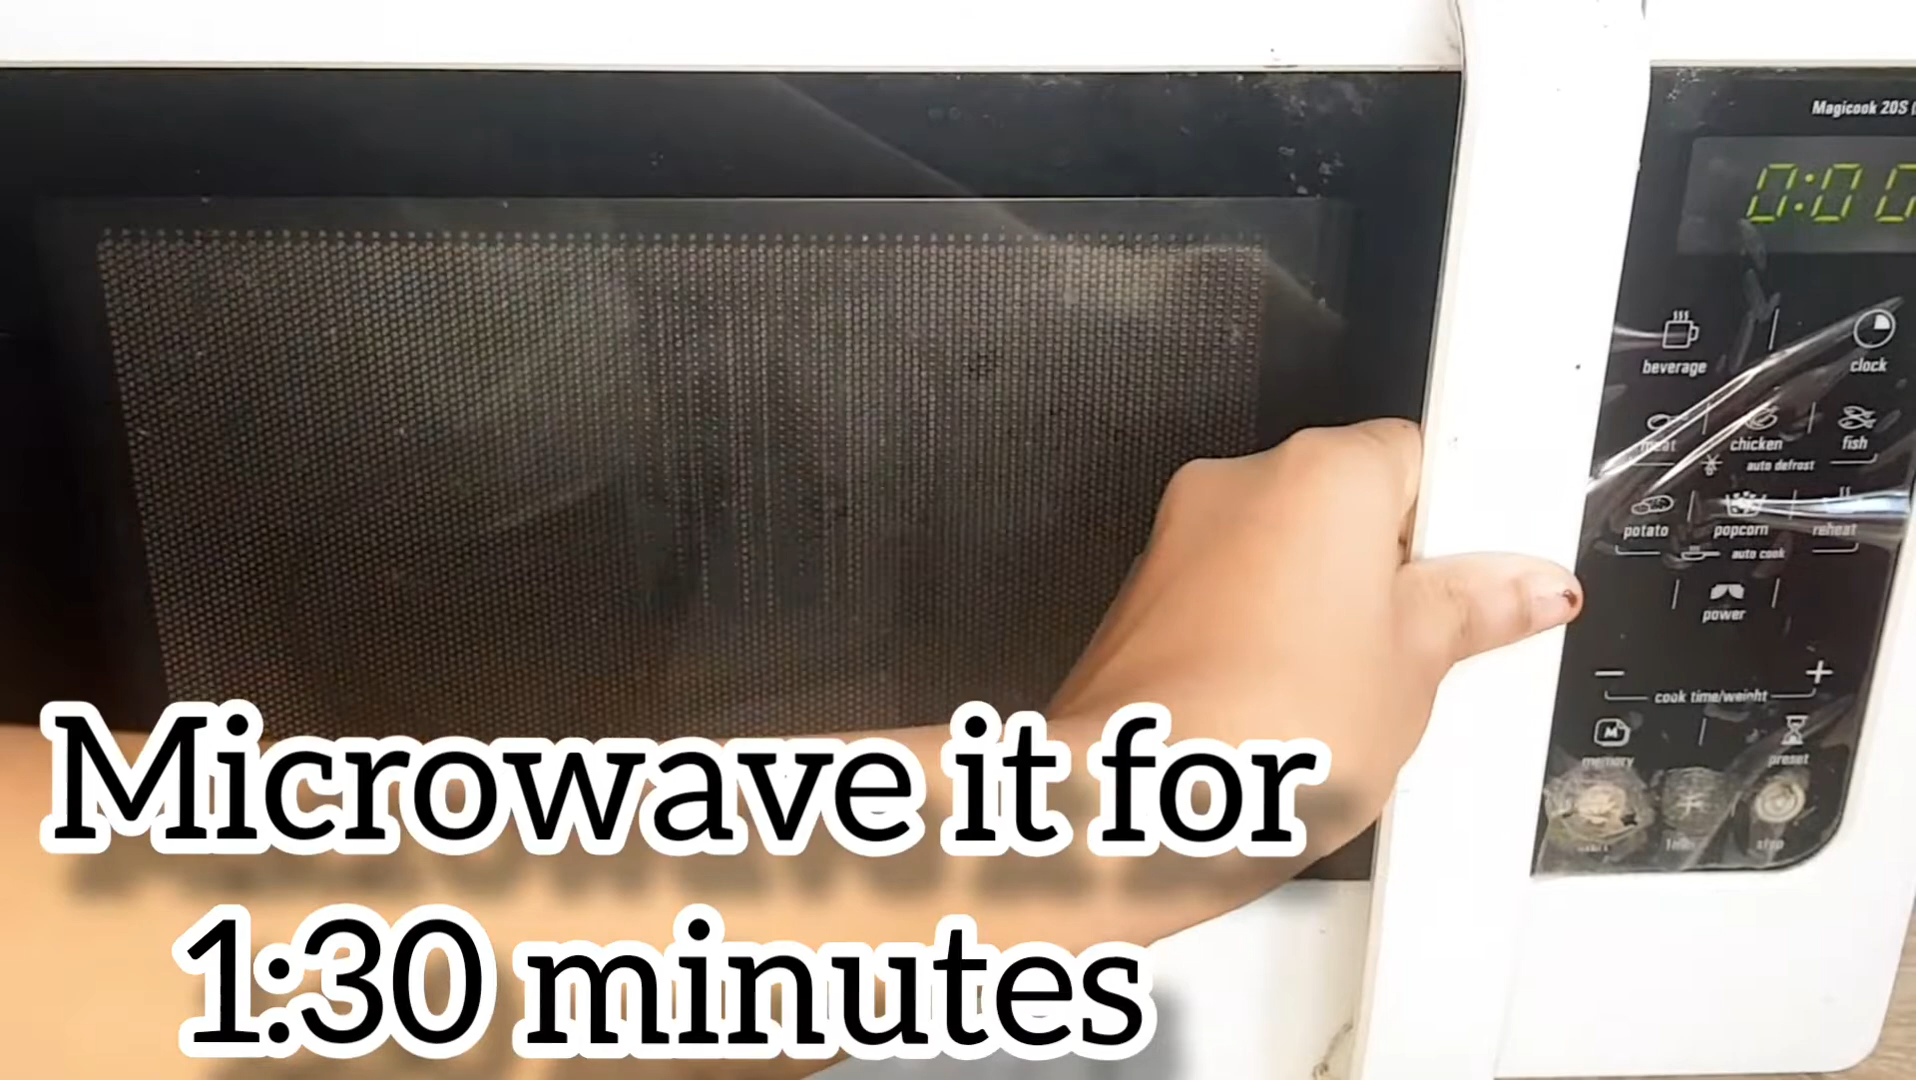 Magicook 20S
0:00
beverage
clock
meat
chicken
fish
auto defrost
potato
popcorn
reheat
auto cook
power
cook time/weight
memory
preset
stop
Microwave it for
1:30 minutes